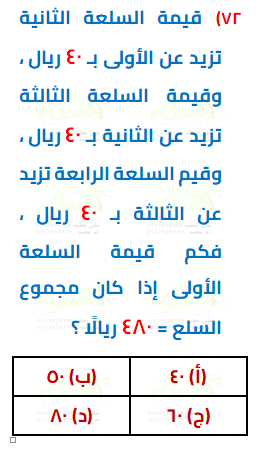 ٧٢) قيمة السلعة الثانية
تزيد عن الأولى بـ ٤٠ ريال ،
وقيمة السلعة الثالثة
تزيد عن الثانية بـ ٤٠ ريال ،
وقيم السلعة الرابعة تزيد
عن الثالثة بـ ٤٠ ريال ،
فكم قيمة السلعة
الأولى إذا كان مجموع
السلع = ٤٨٠ ريالًا ؟
(أ) ٤٠ (ب) ٥٠
(ج) ٦٠ (د) ٨٠